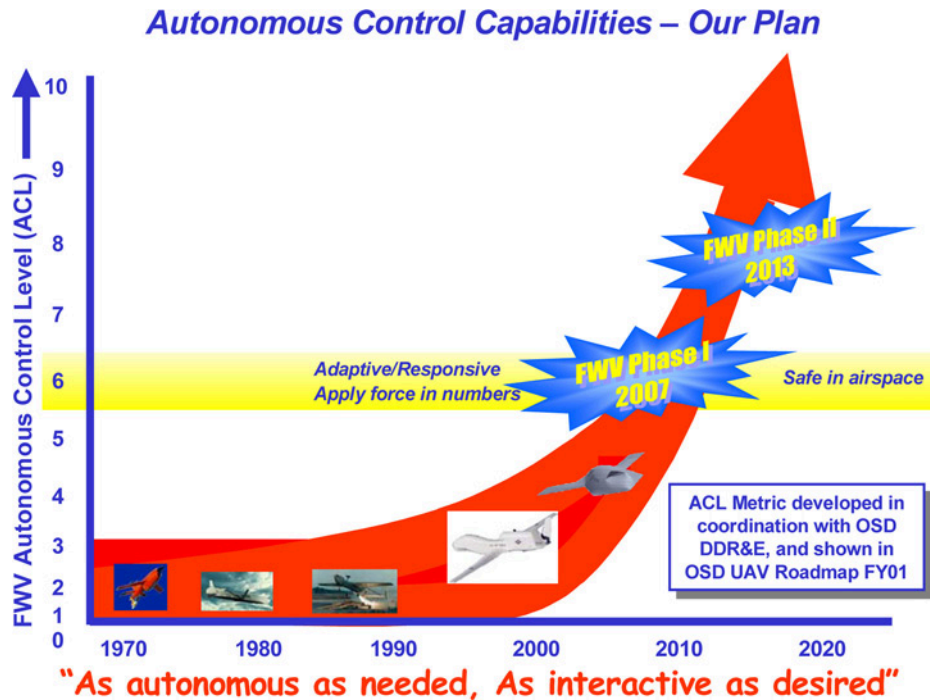 Autonomous Control Capabilities – Our Plan
FWV Autonomous Control Level (ACL)
10
9
8
7
6
5
4
3
2
1
0
FWV Phase II
2013
FWV Phase I
2007
Adaptive/Responsive
Apply force in numbers
Safe in airspace
ACL Metric developed in
coordination with OSD
DDR&E, and shown in
OSD UAV Roadmap FY01
1970 1980 1990 2000 2010 2020
“As autonomous as needed, As interactive as desired”